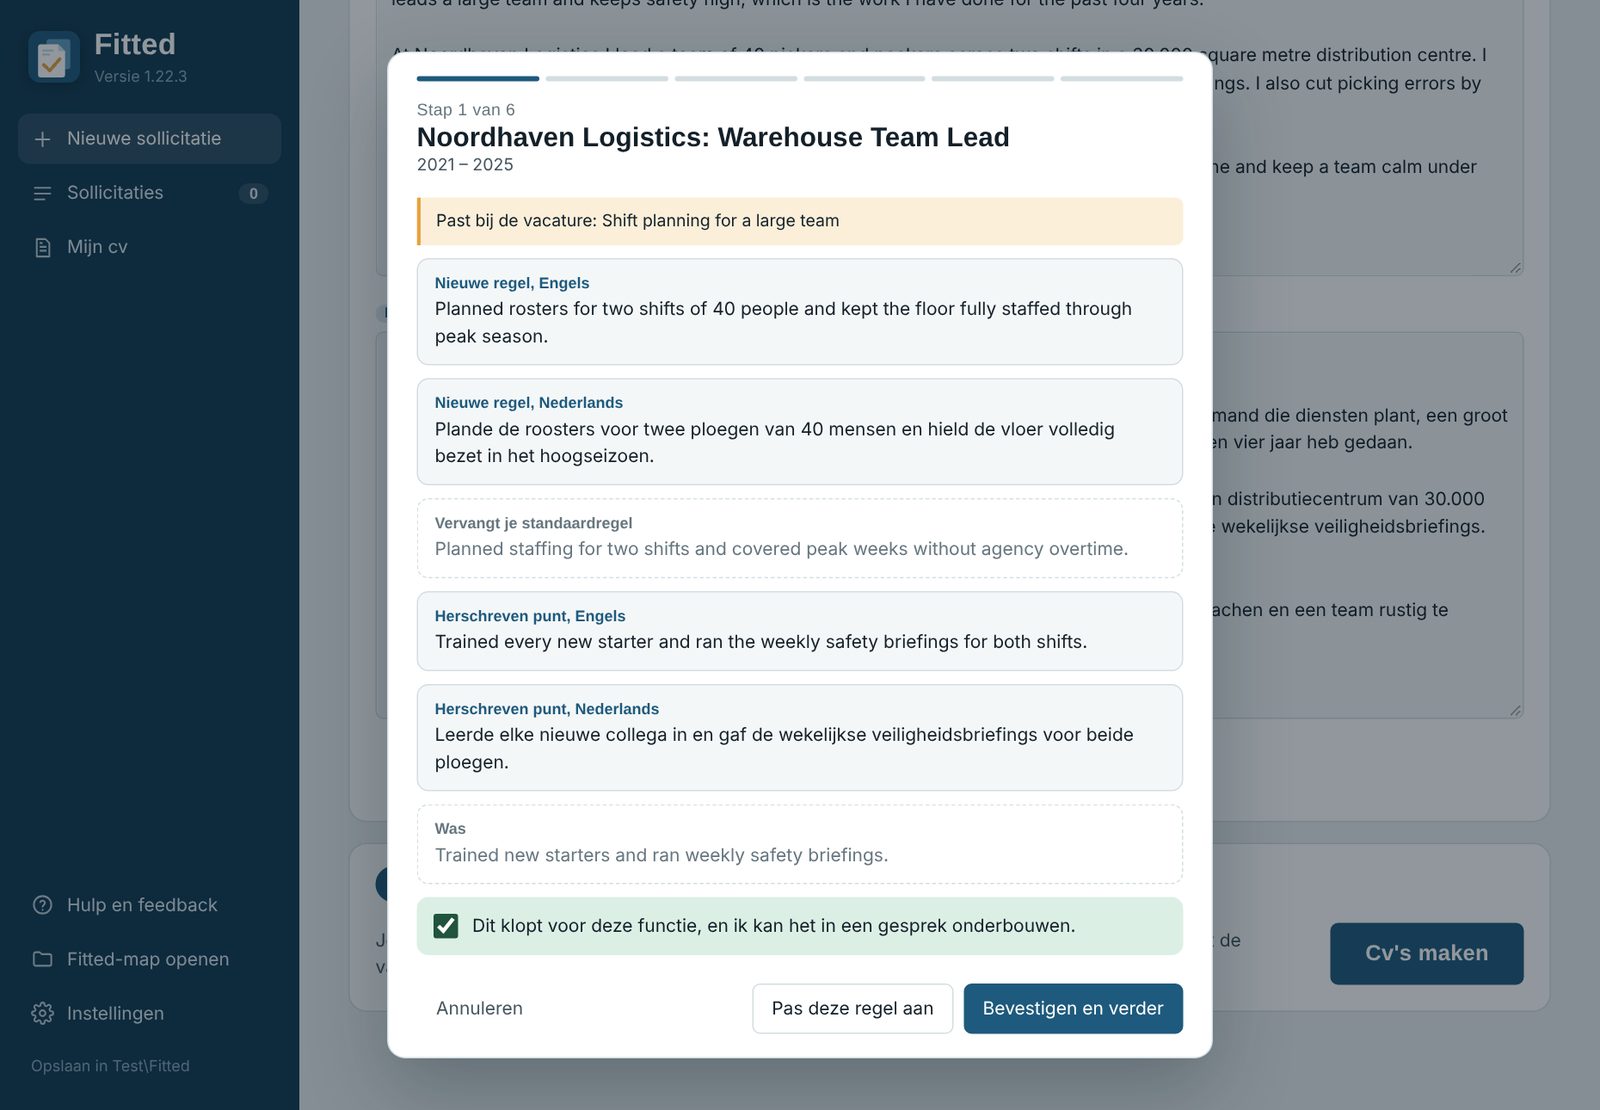 Fitted
Versie 1.22.3
Nieuwe sollicitatie
Sollicitaties 0
Mijn cv
Hulp en feedback
Fitted-map openen
Instellingen
Opslaan in Test\Fitted
square metre distribution centre. I
I also cut picking errors by
and keep a team calm under
die diensten plant, een groot
vier jaar heb gedaan.
distributiecentrum van 30.000
wekelijkse veiligheidsbriefings.
en een team rustig te
de
Cv's maken
Stap 1 van 6
Noordhaven Logistics: Warehouse Team Lead
2021 – 2025
Past bij de vacature: Shift planning for a large team
Nieuwe regel, Engels
Planned rosters for two shifts of 40 people and kept the floor fully staffed through
peak season.
Nieuwe regel, Nederlands
Plande de roosters voor twee ploegen van 40 mensen en hield de vloer volledig
bezet in het hoogseizoen.
Vervangt je standaardregel
Planned staffing for two shifts and covered peak weeks without agency overtime.
Herschreven punt, Engels
Trained every new starter and ran the weekly safety briefings for both shifts.
Herschreven punt, Nederlands
Leerde elke nieuwe collega in en gaf de wekelijkse veiligheidsbriefings voor beide
ploegen.
Was
Trained new starters and ran weekly safety briefings.
Dit klopt voor deze functie, en ik kan het in een gesprek onderbouwen.
Annuleren
Pas deze regel aan
Bevestigen en verder